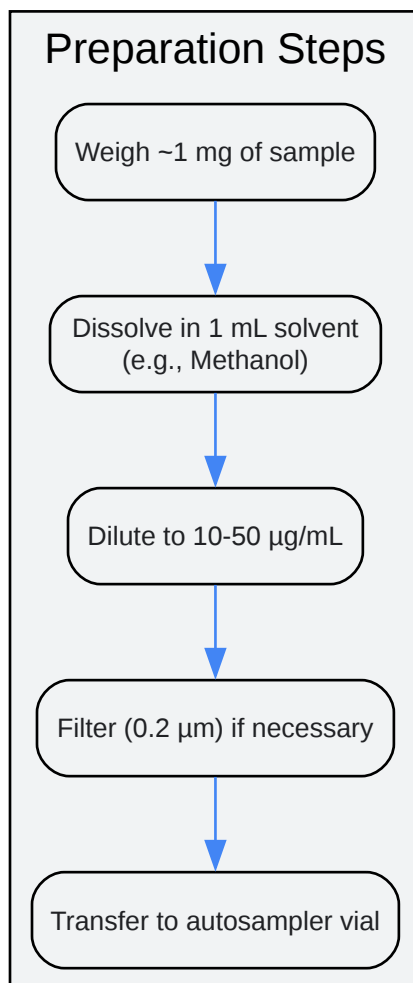 Preparation Steps
Weigh ~1 mg of sample
Dissolve in 1 mL solvent
(e.g., Methanol)
Dilute to 10-50 µg/mL
Filter (0.2 µm) if necessary
Transfer to autosampler vial